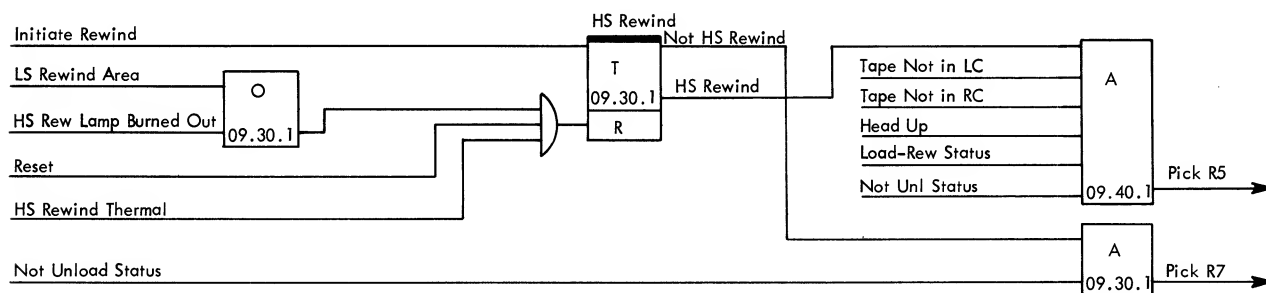 HS Rewind
Initiate Rewind
Not HS Rewind
T
LS Rewind Area
Tape Not in LC
A
HS Rewind
O
09.30.1
Tape Not in RC
HS Rew Lamp Burned Out
09.30.1
R
Head Up
Load-Rew Status
Reset
Pick R5
Not Unl Status
09.40.1
HS Rewind Thermal
A
Not Unload Status
Pick R7
09.30.1